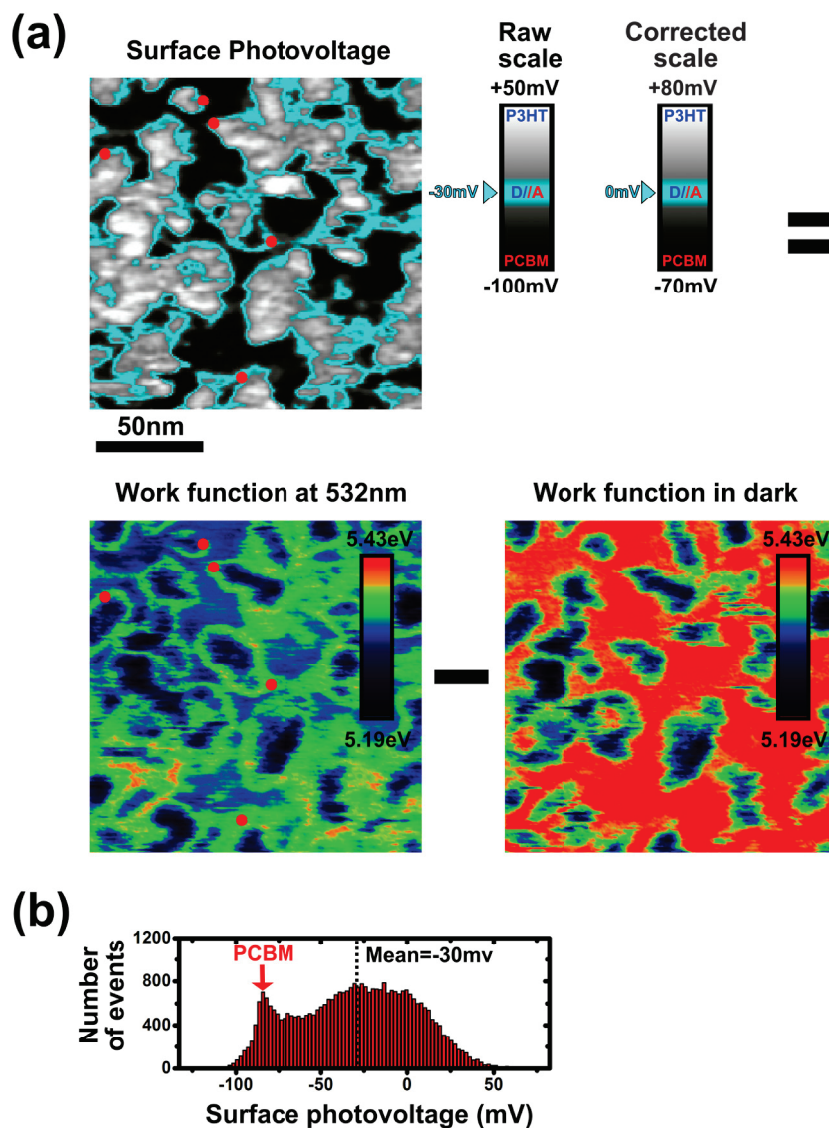 (a)
Surface Photovoltage
Raw
scale
Corrected
scale
+50mV
+80mV
P3HT
P3HT
-30mV
D//A
0mV
D//A
PCBM
PCBM
-100mV
-70mV
50nm
Work function at 532nm
Work function in dark
5.43eV
5.43eV
5.19eV
5.19eV
(b)
Number
of events
1200
800
400
0
PCBM
Mean=-30mv
-100
-50
0
50
Surface photovoltage (mV)